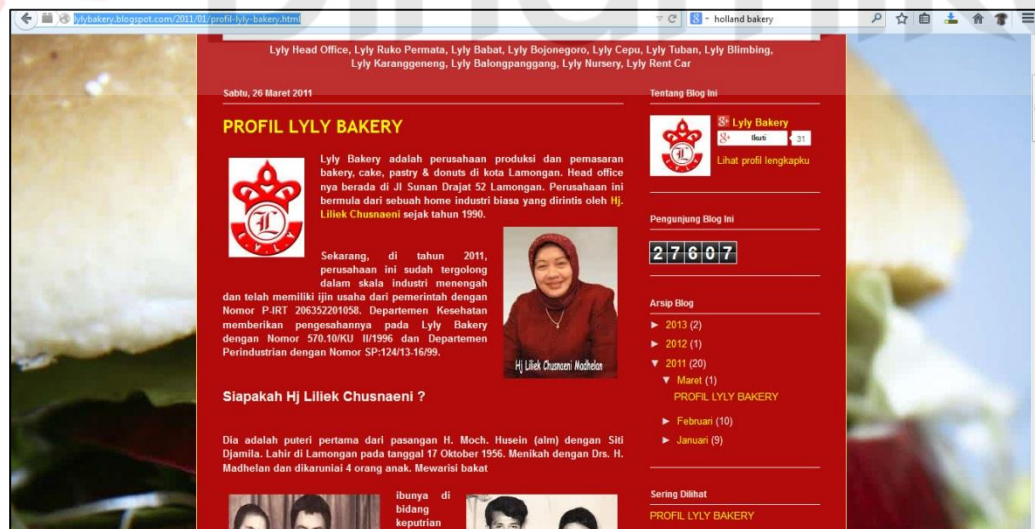 lylybakery.blogspot.com/2011/01/profil-lyly-bakery.html
holland bakery
Lyly Head Office, Lyly Ruko Permata, Lyly Babat, Lyly Bojonegoro, Lyly Cepu, Lyly Tuban, Lyly Blimbing,
Lyly Karanggeneng, Lyly Balongpanggang, Lyly Nursery, Lyly Rent Car
Sabtu, 26 Maret 2011
PROFIL LYLY BAKERY
L
LYLY
Lyly Bakery adalah perusahaan produksi dan pemasaran
bakery, cake, pastry & donuts di kota Lamongan. Head office
nya berada di Jl Sunan Drajat 52 Lamongan. Perusahaan ini
bermula dari sebuah home industri biasa yang dirintis oleh Hj.
Liliek Chusnaeni sejak tahun 1990.
Sekarang, di tahun 2011,
perusahaan ini sudah tergolong
dalam skala industri menengah
dan telah memiliki ijin usaha dari pemerintah dengan
Nomor P-IRT 206352201058. Departemen Kesehatan
memberikan pengesahannya pada Lyly Bakery
dengan Nomor 570.10/KU II/1996 dan Departemen
Perindustrian dengan Nomor SP:124/13-16/99.
Hj Liliek Chusnaeni Madhelan
Siapakah Hj Liliek Chusnaeni ?
Dia adalah puteri pertama dari pasangan H. Moch. Husein (alm) dengan Siti
Djamila. Lahir di Lamongan pada tanggal 17 Oktober 1956. Menikah dengan Drs. H.
Madhelan dan dikaruniai 4 orang anak. Mewarisi bakat
ibunya di
bidang
keputrian
Tentang Blog Ini
L
LYLY
Lyly Bakery
Ikuti 31
Lihat profil lengkapku
Pengunjung Blog Ini
27607
Arsip Blog
► 2013 (2)
► 2012 (1)
▼ 2011 (20)
▼ Maret (1)
PROFIL LYLY BAKERY
► Februari (10)
► Januari (9)
Sering Dilihat
PROFIL LYLY BAKERY